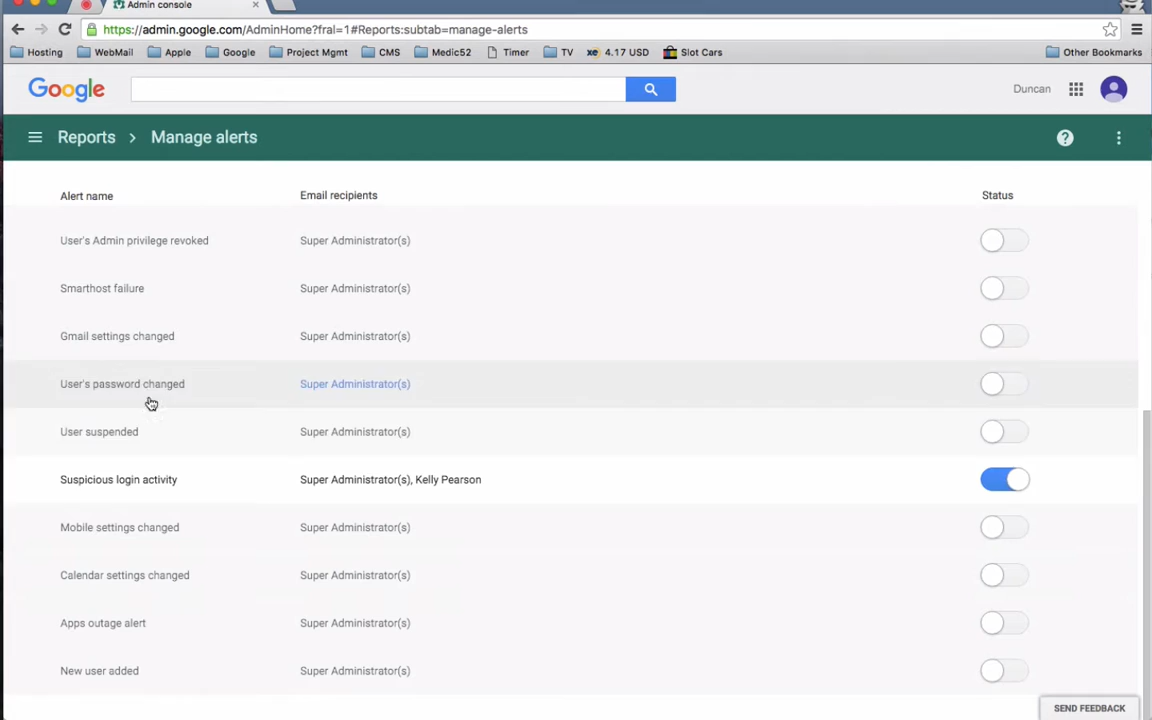 Admin console
https://admin.google.com/AdminHome?fral=1#Reports:subtab=manage-alerts
Hosting WebMail Apple Google Project Mgmt CMS Medic52 Timer TV xe 4.17 USD Slot Cars Other Bookmarks
Google Duncan
Reports > Manage alerts
Alert name Email recipients Status
User's Admin privilege revoked Super Administrator(s)
Smarthost failure Super Administrator(s)
Gmail settings changed Super Administrator(s)
User's password changed Super Administrator(s)
User suspended Super Administrator(s)
Suspicious login activity Super Administrator(s), Kelly Pearson
Mobile settings changed Super Administrator(s)
Calendar settings changed Super Administrator(s)
Apps outage alert Super Administrator(s)
New user added Super Administrator(s)
SEND FEEDBACK